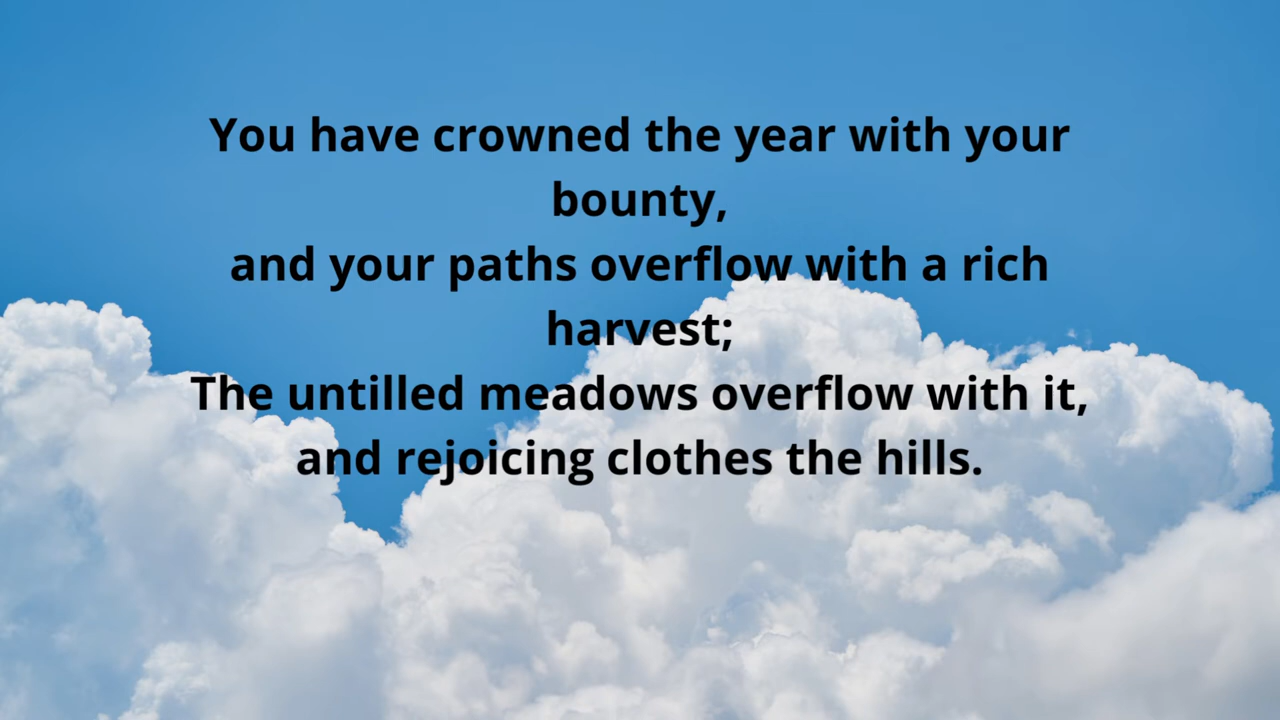 You have crowned the year with your
bounty,
and your paths overflow with a rich
harvest;
The untilled meadows overflow with it,
and rejoicing clothes the hills.